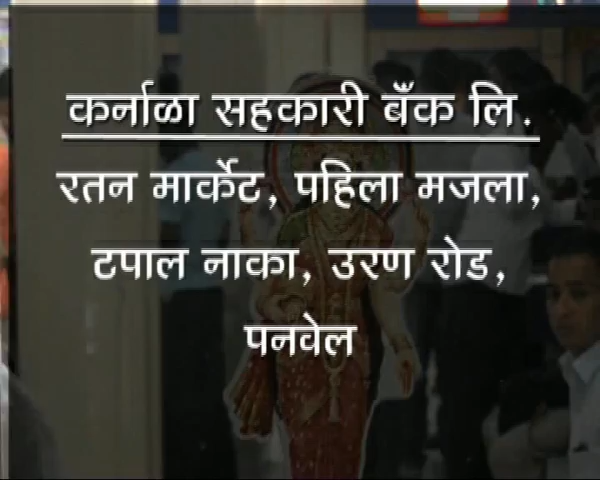 कर्नाळा सहकारी बँक लि.
रतन मार्केट, पहिला मजला,
टपाल नाका, उरण रोड,
पनवेल